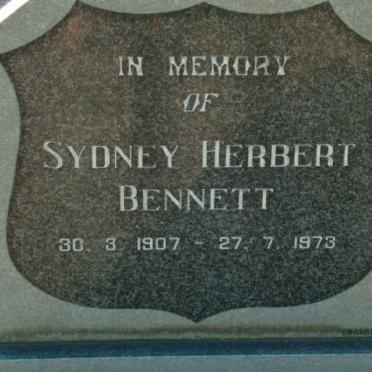 IN MEMORY
OF
SYDNEY HERBERT
BENNETT
30. 3. 1907 - 27. 7. 1973